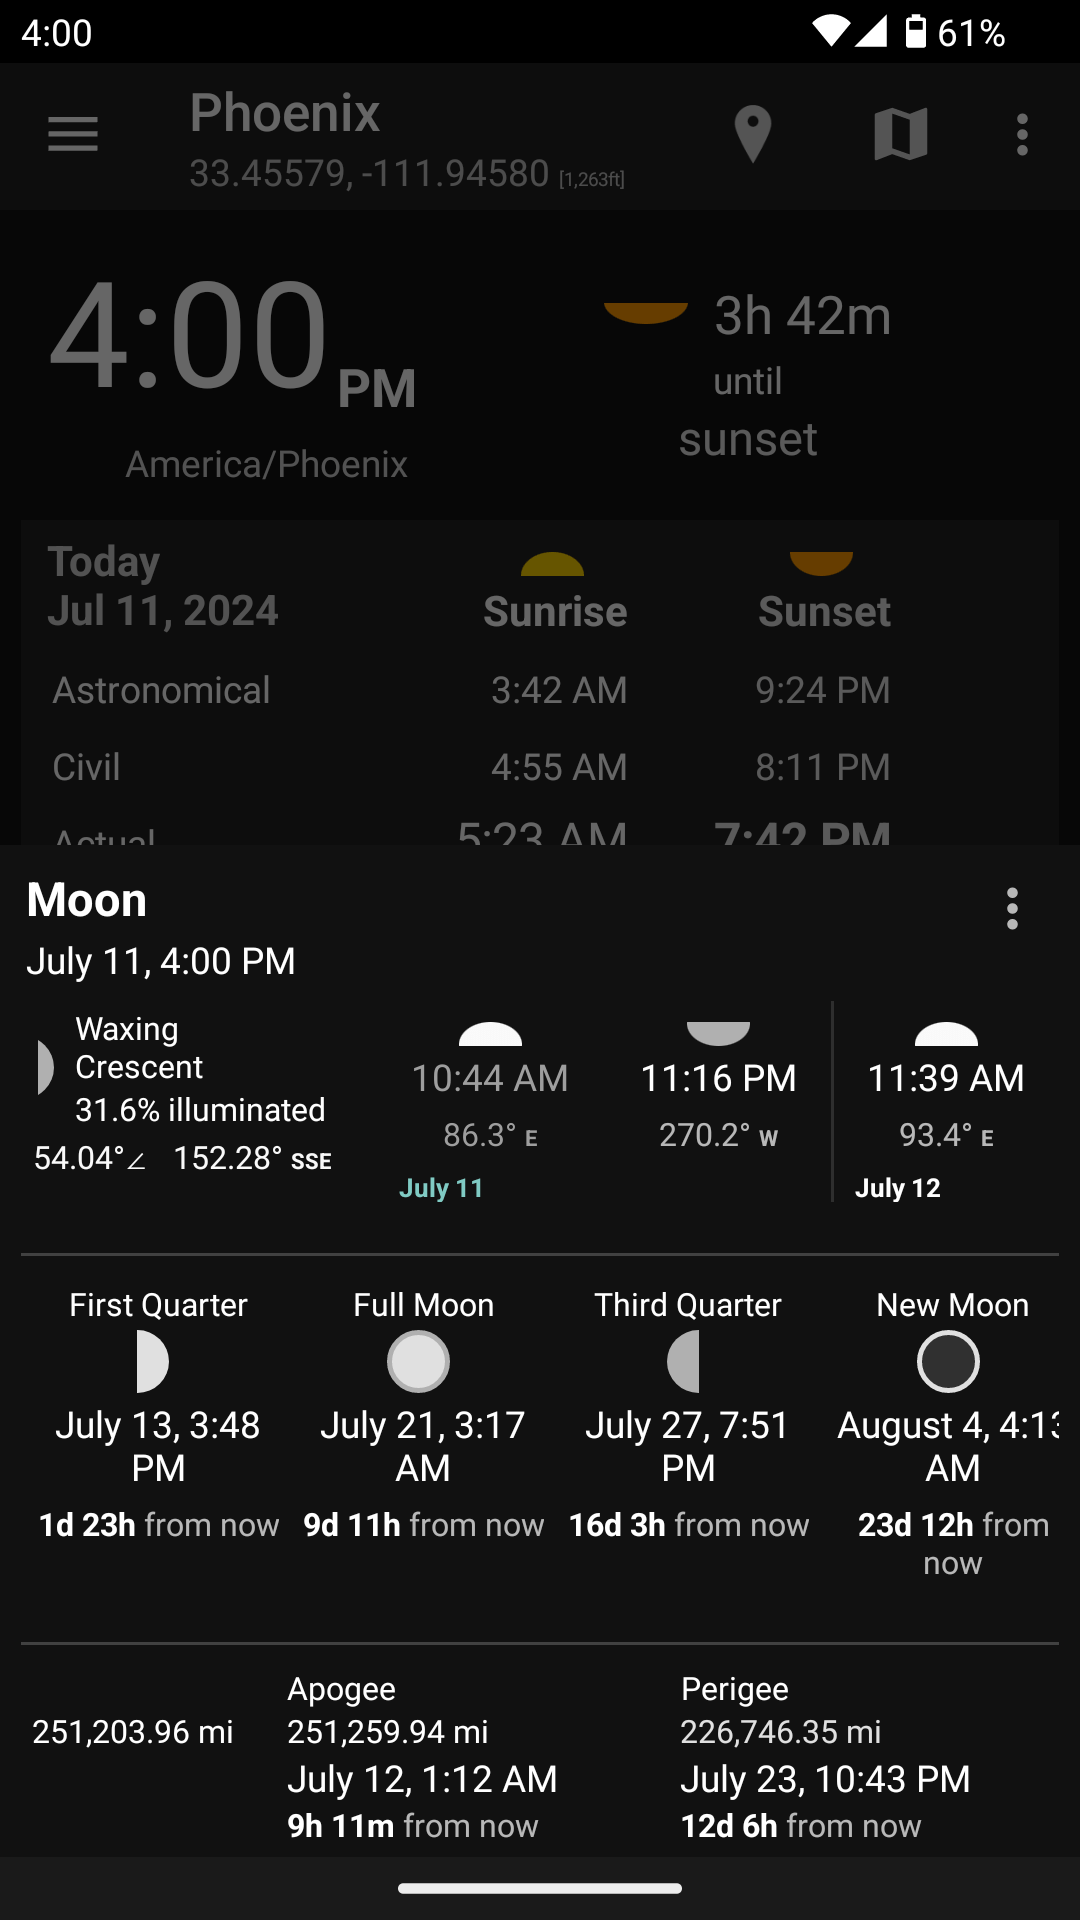 4:00
61%
Phoenix
33.45579, -111.94580 [1,263ft]
4:00 PM
America/Phoenix
3h 42m
until
sunset
Today
Jul 11, 2024
Sunrise
Sunset
Astronomical 3:42 AM 9:24 PM
Civil 4:55 AM 8:11 PM
Actual 5:23 AM 7:42 PM
Moon
July 11, 4:00 PM
Waxing
Crescent
31.6% illuminated
54.04°∠ 152.28° SSE
10:44 AM
86.3° E
July 11
11:16 PM
270.2° W
11:39 AM
93.4° E
July 12
First Quarter
July 13, 3:48
PM
1d 23h from now
Full Moon
July 21, 3:17
AM
9d 11h from now
Third Quarter
July 27, 7:51
PM
16d 3h from now
New Moon
August 4, 4:13
AM
23d 12h from
now
251,203.96 mi
Apogee
251,259.94 mi
July 12, 1:12 AM
9h 11m from now
Perigee
226,746.35 mi
July 23, 10:43 PM
12d 6h from now